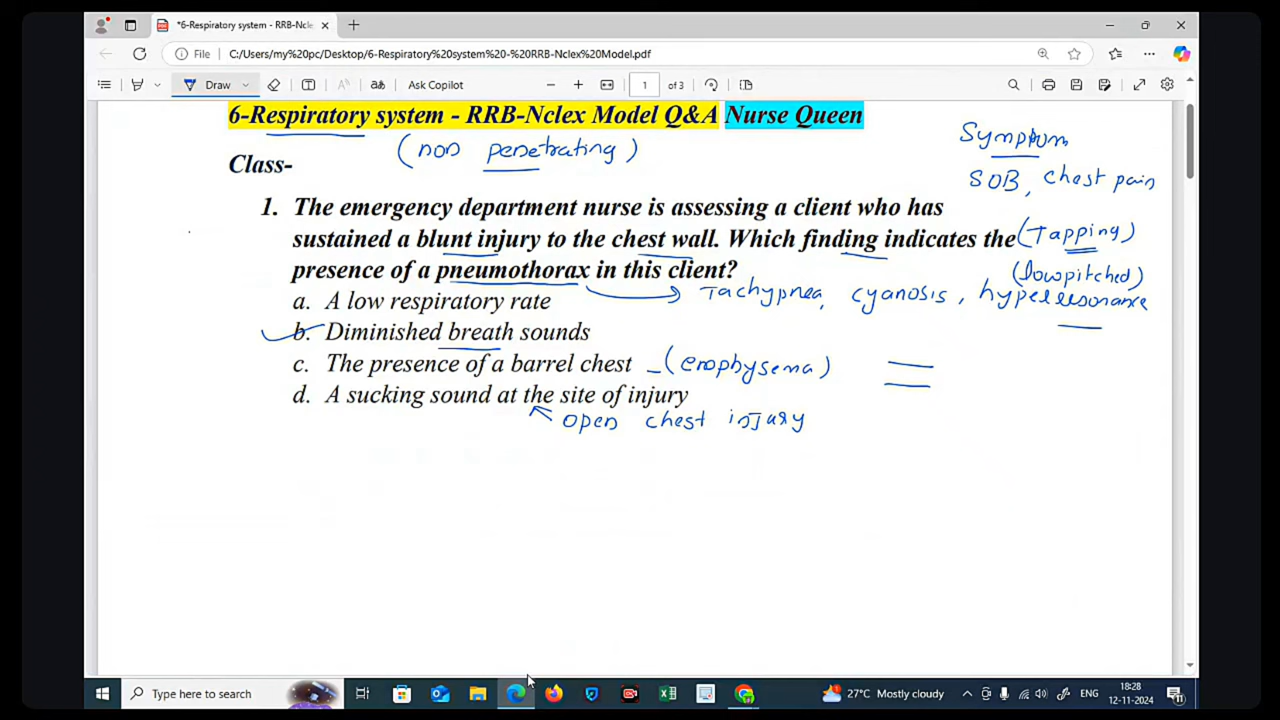 *6-Respiratory system - RRB-Ncle
File C:/Users/my%20pc/Desktop/6-Respiratory%20system%20-%20RRB-Nclex%20Model.pdf
Draw Ask Copilot 1 of 3
6-Respiratory system - RRB-Nclex Model Q&A Nurse Queen
Symptom
Class- (non penetrating)
SOB, chest pain
1. The emergency department nurse is assessing a client who has
sustained a blunt injury to the chest wall. Which finding indicates the (Tapping)
presence of a pneumothorax in this client? (lowpitched)
Tachypnea, cyanosis, hyperresonance
a. A low respiratory rate
b. Diminished breath sounds
c. The presence of a barrel chest (emphysema)
d. A sucking sound at the site of injury
open chest injury
Type here to search 27°C Mostly cloudy ENG 18:28
12-11-2024